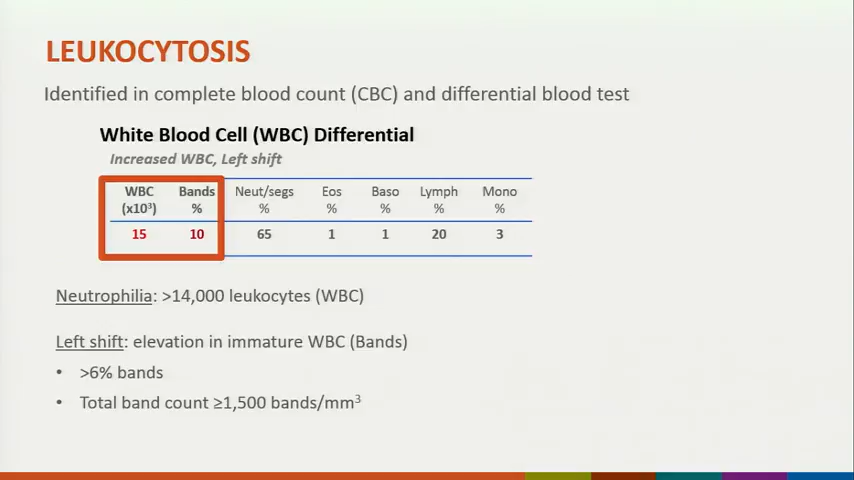 LEUKOCYTOSIS
Identified in complete blood count (CBC) and differential blood test
White Blood Cell (WBC) Differential
Increased WBC, Left shift
WBC Bands Neut/segs Eos Baso Lymph Mono
(x10³) % % % % % %
15 10 65 1 1 20 3
Neutrophilia: >14,000 leukocytes (WBC)
Left shift: elevation in immature WBC (Bands)
• >6% bands
• Total band count ≥1,500 bands/mm³